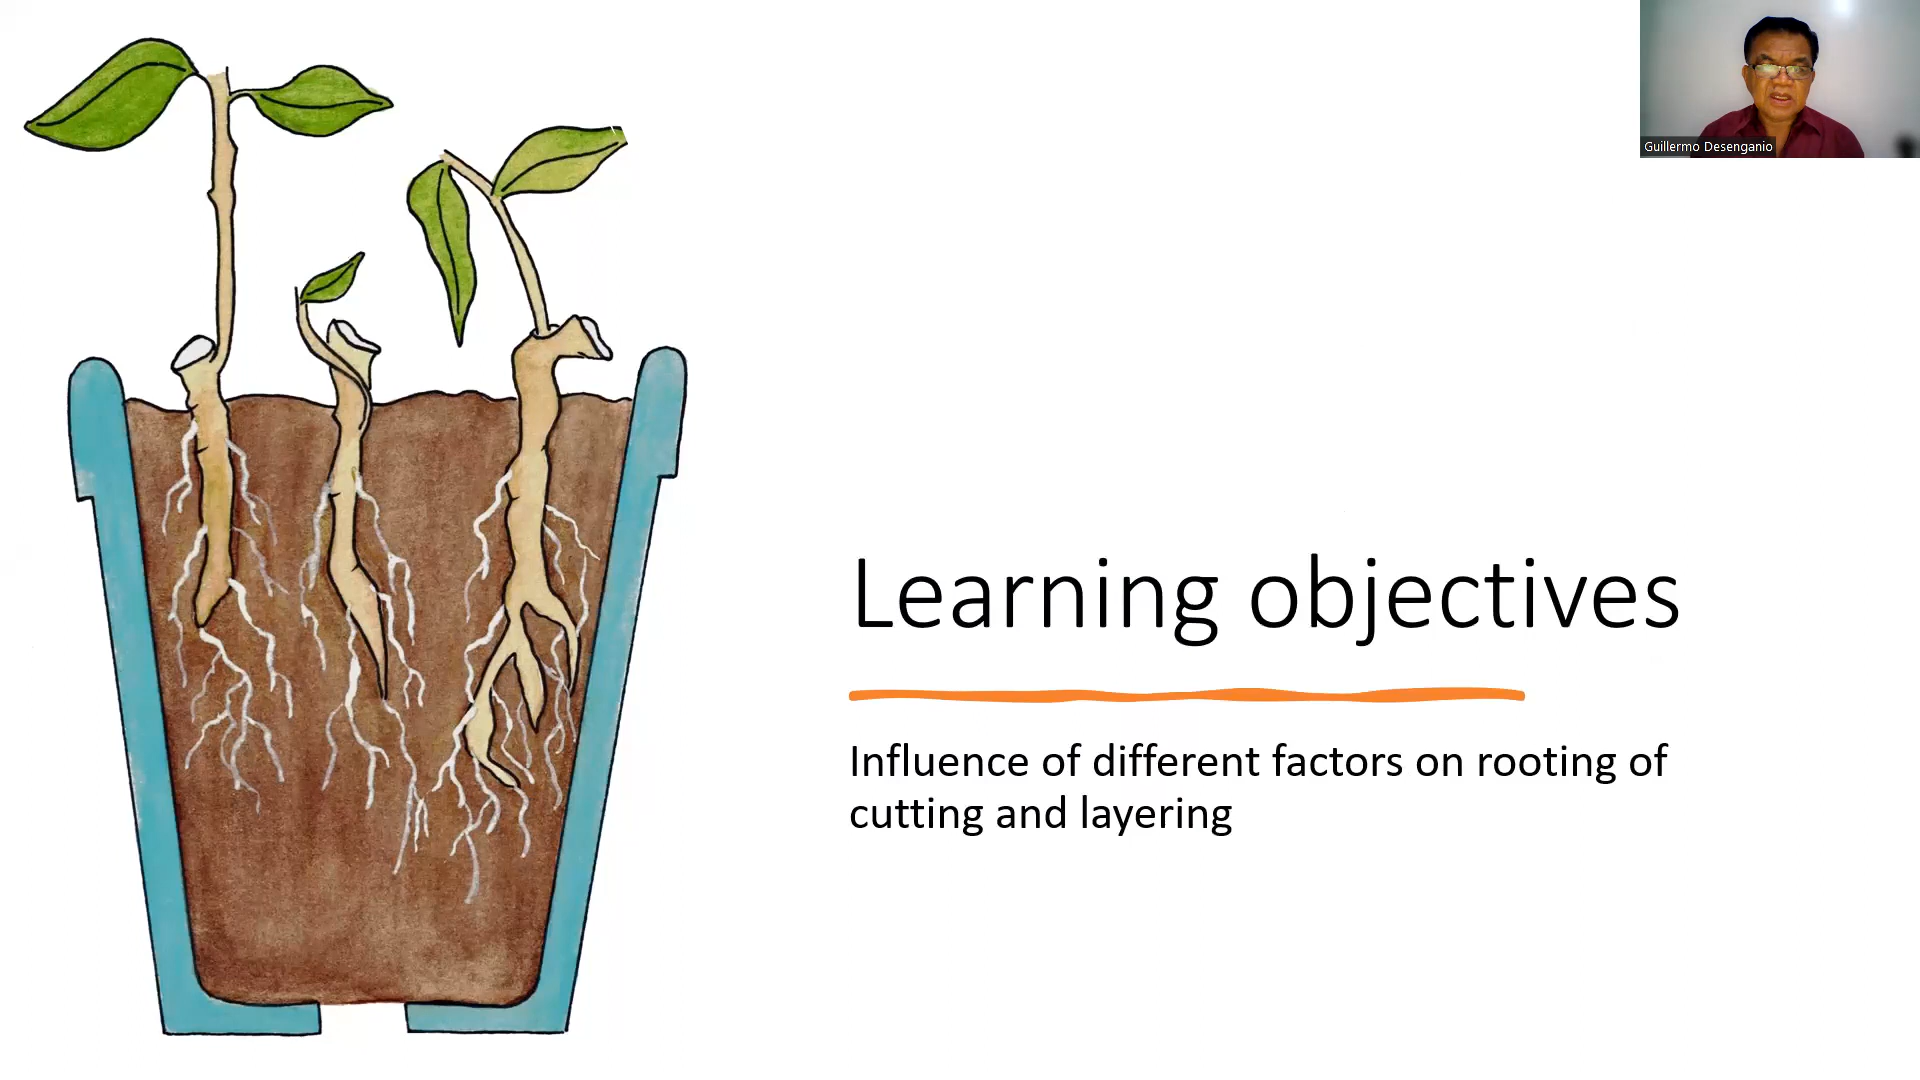 Guillermo Desenganio
Learning objectives
Influence of different factors on rooting of
cutting and layering